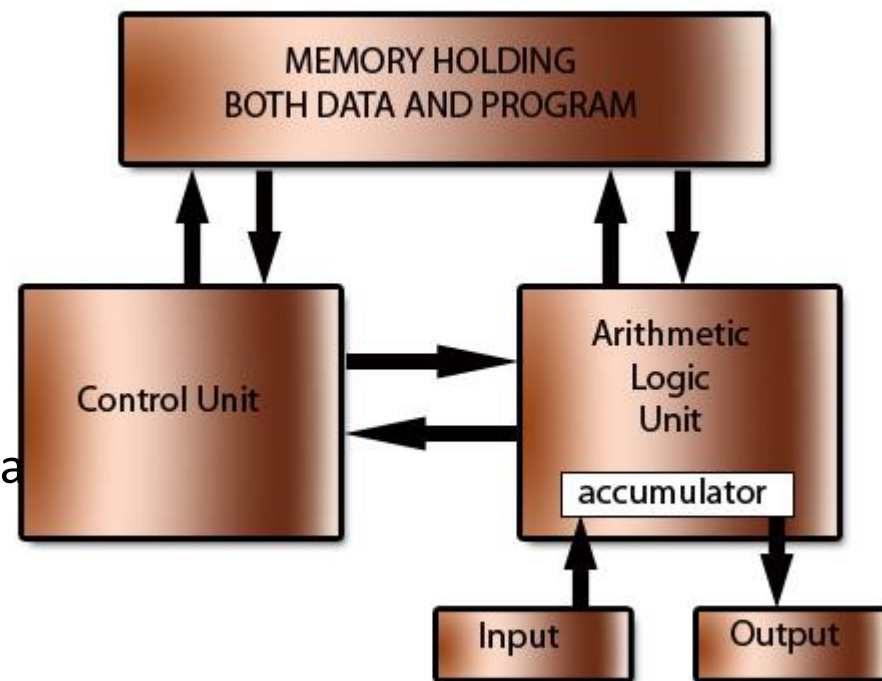 MEMORY HOLDING
BOTH DATA AND PROGRAM
Control Unit
Arithmetic
Logic
Unit
a
accumulator
Input
Output